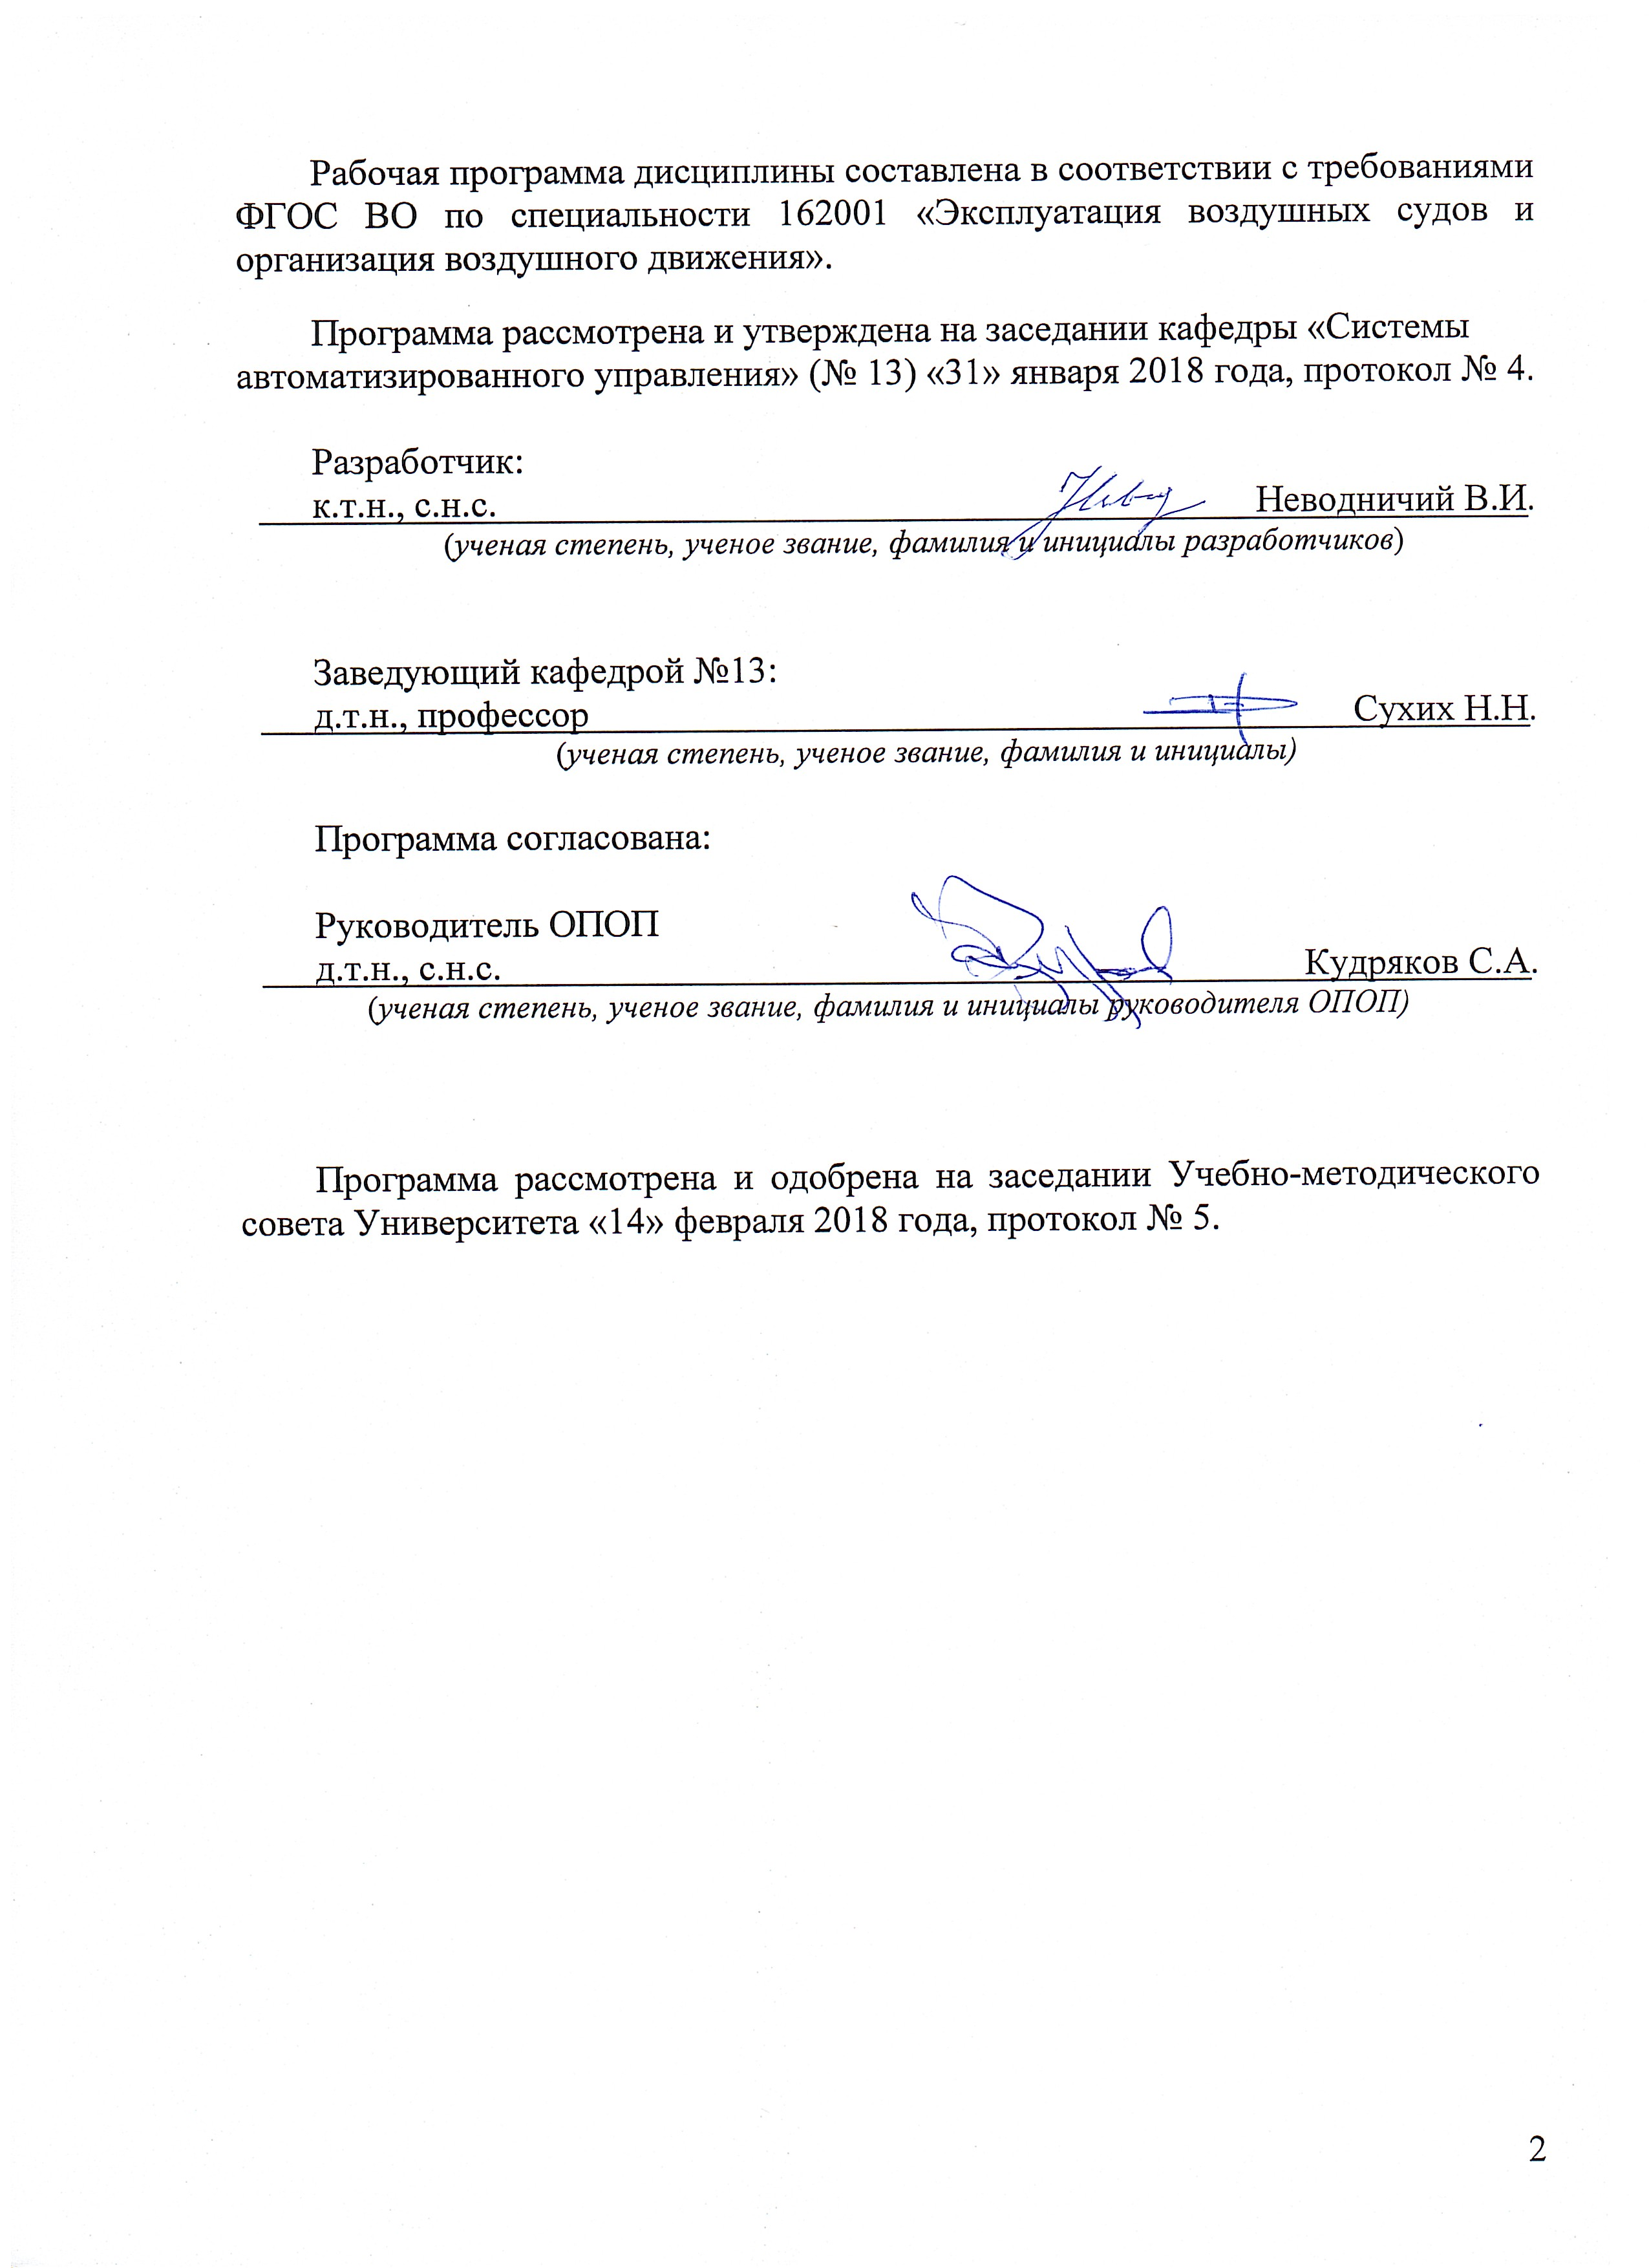 Рабочая программа дисциплины составлена в соответствии с требованиями
ФГОС ВО по специальности 162001 «Эксплуатация воздушных судов и
организация воздушного движения».
Программа рассмотрена и утверждена на заседании кафедры «Системы
автоматизированного управления» (№ 13) «31» января 2018 года, протокол № 4.
Разработчик:
к.т.н., с.н.с. Неводничий В.И.
(ученая степень, ученое звание, фамилия и инициалы разработчиков)
Заведующий кафедрой №13:
д.т.н., профессор Сухих Н.Н.
(ученая степень, ученое звание, фамилия и инициалы)
Программа согласована:
Руководитель ОПОП
д.т.н., с.н.с. Кудряков С.А.
(ученая степень, ученое звание, фамилия и инициалы руководителя ОПОП)
Программа рассмотрена и одобрена на заседании Учебно-методического
совета Университета «14» февраля 2018 года, протокол № 5.
2